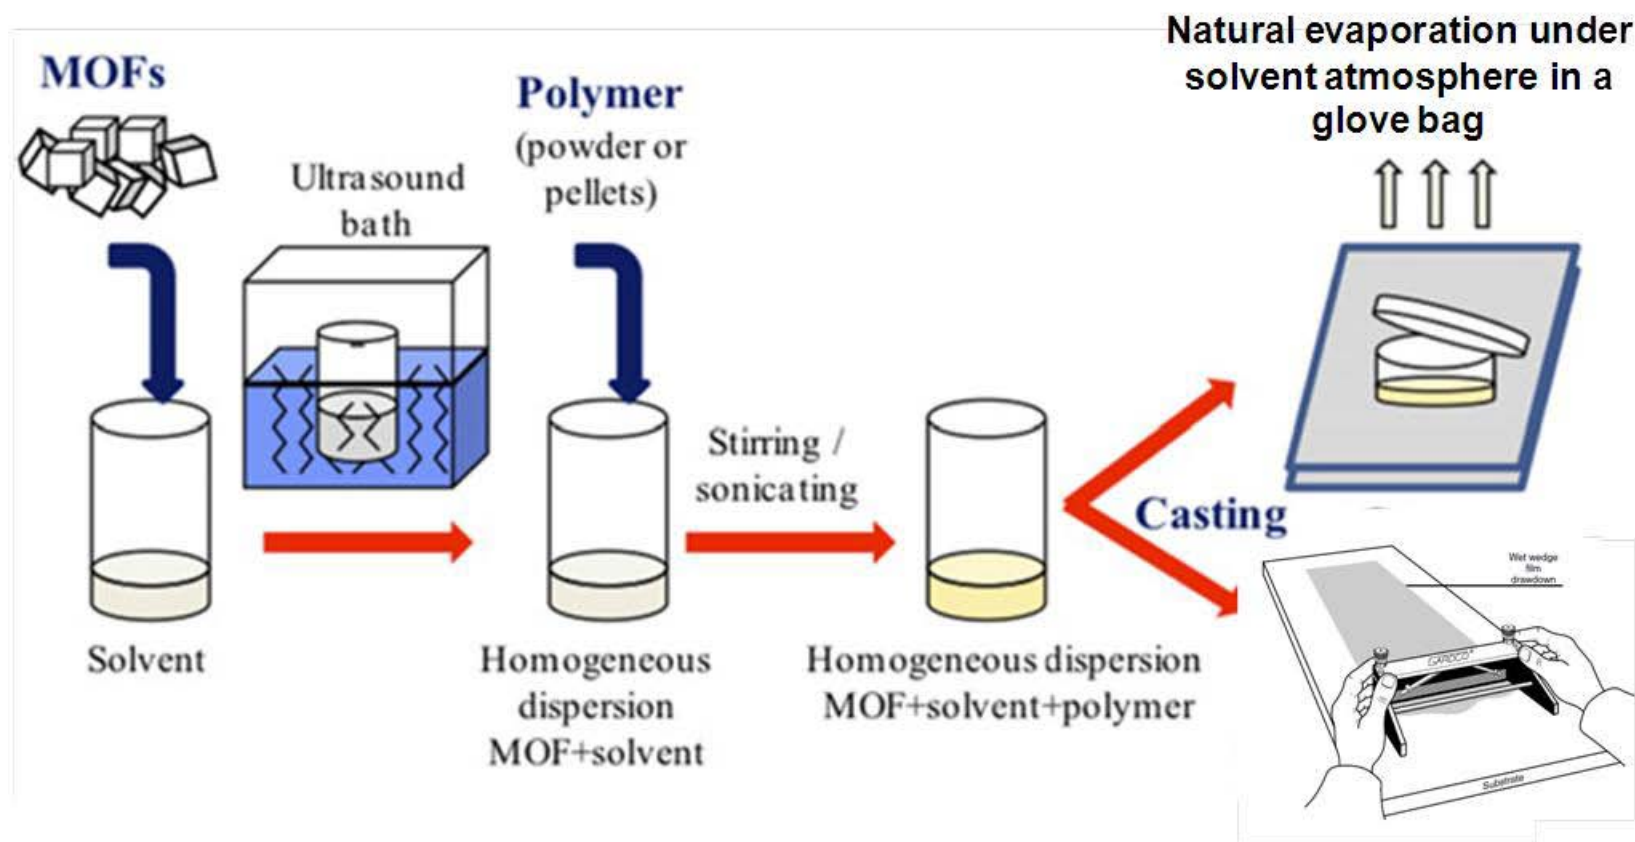 MOFs
Ultrasound
bath
Polymer
(powder or
pellets)
Solvent
Homogeneous
dispersion
MOF+solvent
Stirring /
sonicating
Homogeneous dispersion
MOF+solvent+polymer
Casting
Natural evaporation under
solvent atmosphere in a
glove bag
Wet wedge
film
drawdown
GARDCO
Substrate